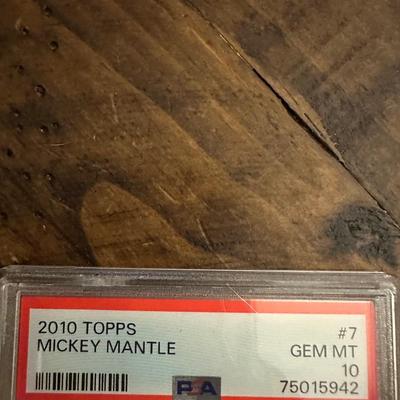 2010 TOPPS #7
MICKEY MANTLE GEM MT
10
PSA 75015942